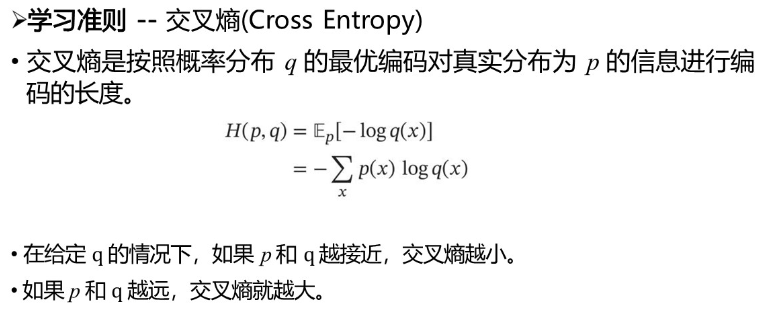 ➢学习准则 -- 交叉熵(Cross Entropy)
• 交叉熵是按照概率分布 q 的最优编码对真实分布为 p 的信息进行编
码的长度。
H(p, q) = 𝔼p[− log q(x)]
= − ∑x p(x) log q(x)
• 在给定 q 的情况下，如果 p 和 q 越接近，交叉熵越小。
• 如果 p 和 q 越远，交叉熵就越大。